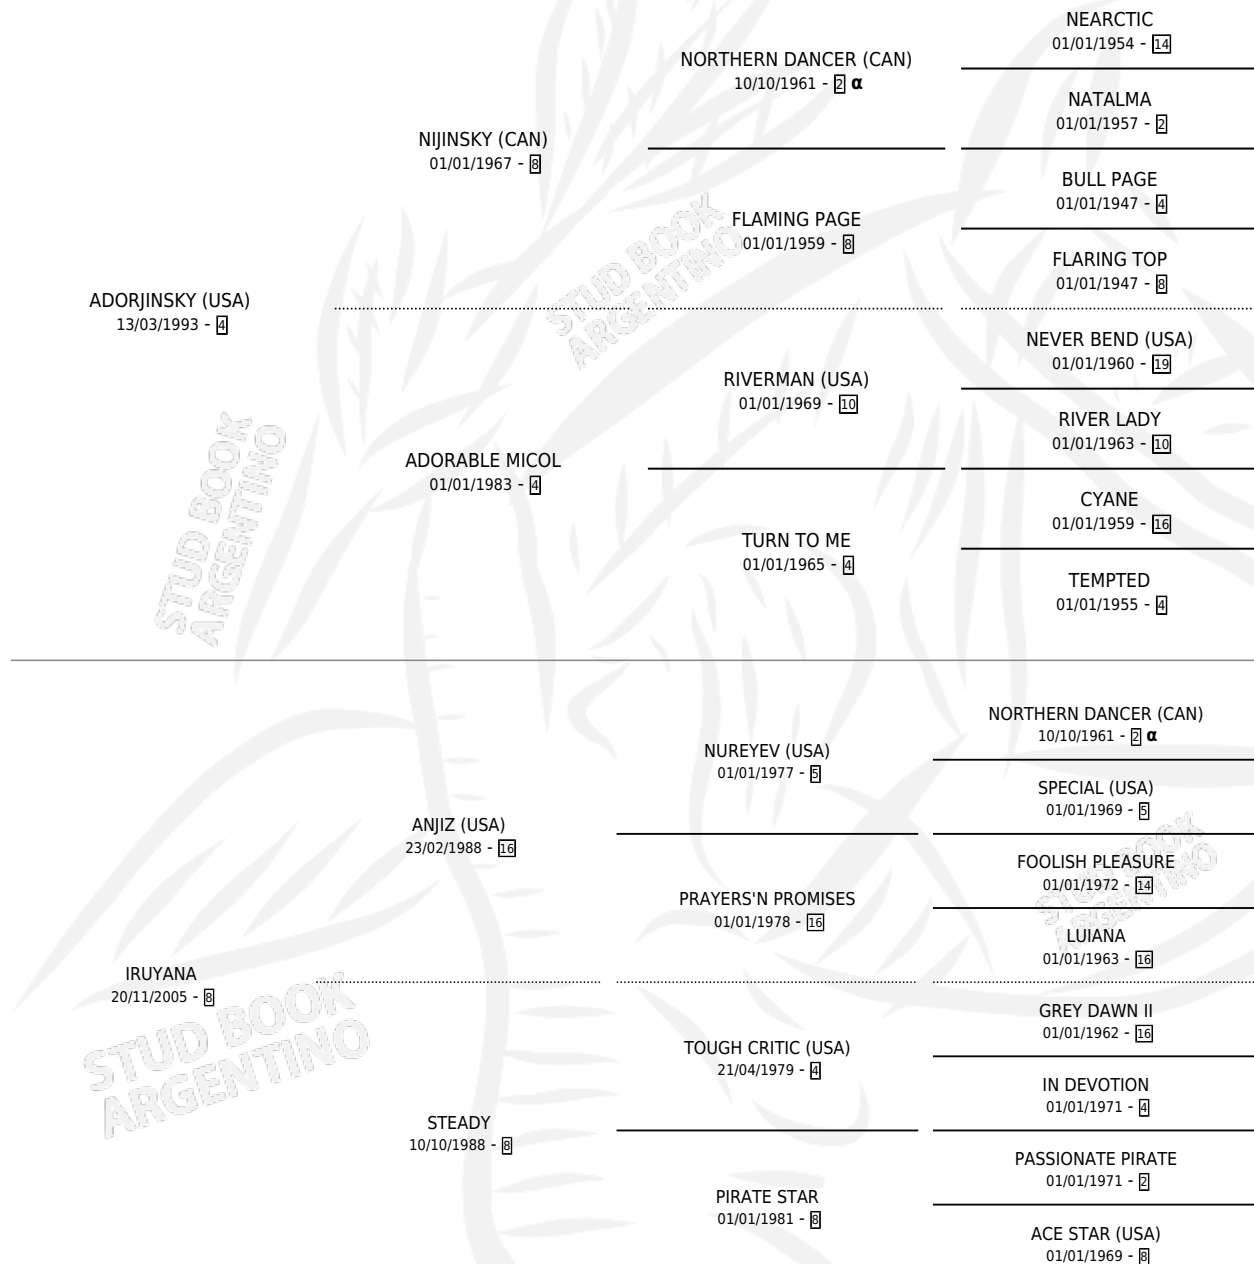 NEARCTIC
01/01/1954 - 14
NORTHERN DANCER (CAN)
10/10/1961 - 2 α
NATALMA
01/01/1957 - 2
NIJINSKY (CAN)
01/01/1967 - 8
BULL PAGE
01/01/1947 - 4
FLAMING PAGE
01/01/1959 - 8
FLARING TOP
01/01/1947 - 8
STUD BOOK
ARGENTINO
ADORJINSKY (USA)
13/03/1993 - 4
NEVER BEND (USA)
01/01/1960 - 19
RIVERMAN (USA)
01/01/1969 - 10
RIVER LADY
01/01/1963 - 10
ADORABLE MICOL
01/01/1983 - 4
CYANE
01/01/1959 - 16
TURN TO ME
01/01/1965 - 4
TEMPTED
01/01/1955 - 4
STUD BOOK
ARGENTINO
NORTHERN DANCER (CAN)
10/10/1961 - 2 α
NUREYEV (USA)
01/01/1977 - 5
SPECIAL (USA)
01/01/1969 - 5
ANJIZ (USA)
23/02/1988 - 16
FOOLISH PLEASURE
01/01/1972 - 14
PRAYERS'N PROMISES
01/01/1978 - 16
LUIANA
01/01/1963 - 16
STUD BOOK
ARGENTINO
IRUYANA
20/11/2005 - 8
GREY DAWN II
01/01/1962 - 16
TOUGH CRITIC (USA)
21/04/1979 - 4
IN DEVOTION
01/01/1971 - 4
STUD BOOK
ARGENTINO
STEADY
10/10/1988 - 8
PASSIONATE PIRATE
01/01/1971 - 2
PIRATE STAR
01/01/1981 - 8
ACE STAR (USA)
01/01/1969 - 8